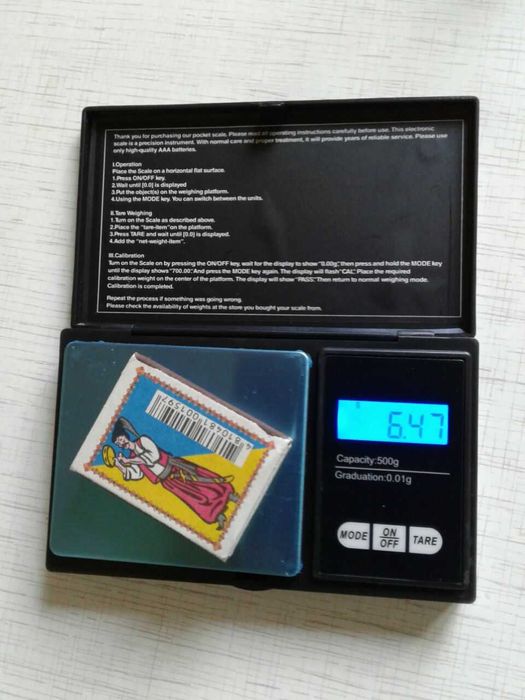 Thank you for purchasing our pocket scale. Please read all operating instructions carefully before use. This electronic
scale is a precision instrument. With normal care and proper treatment, it will provide years of reliable service. Please use
only high-quality AAA batteries.
I.Operation
Place the Scale on a horizontal flat surface.
1.Press ON/OFF key.
2.Wait until [0.0] is displayed
3.Put the object(s) on the weighing platform.
4.Using the MODE key. You can switch between the units.
II.Tare Weighing
1.Turn on the Scale as described above.
2.Place the "tare-item" on the platform.
3.Press TARE and wait until [0.0] is displayed.
4.Add the "net-weight-item".
III.Calibration
Turn on the Scale on by pressing the ON/OFF key, wait for the display to show "0.00g," then press and hold the MODE key
until the display shows "700.00." And press the MODE key again. The display will flash "CAL." Place the required
calibration weight on the center of the platform. The display will show "PASS." Then return to normal weighing mode.
Calibration is completed.
Repeat the process if something was going wrong.
Please check the availability of weights at the store you bought your scale from.
6.47
Capacity:500g
Graduation:0.01g
MODE
ON
OFF
TARE
4 810481 001597